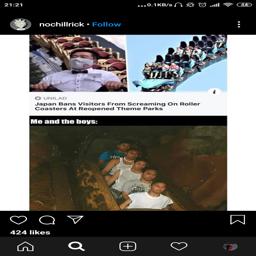 21:21
...0.1KB/s
nochillrick
UNILAD
Japan Bans Visitors From Screaming On Roller
Coasters At Reopened Theme Parks
Me and the boys:
424 likes